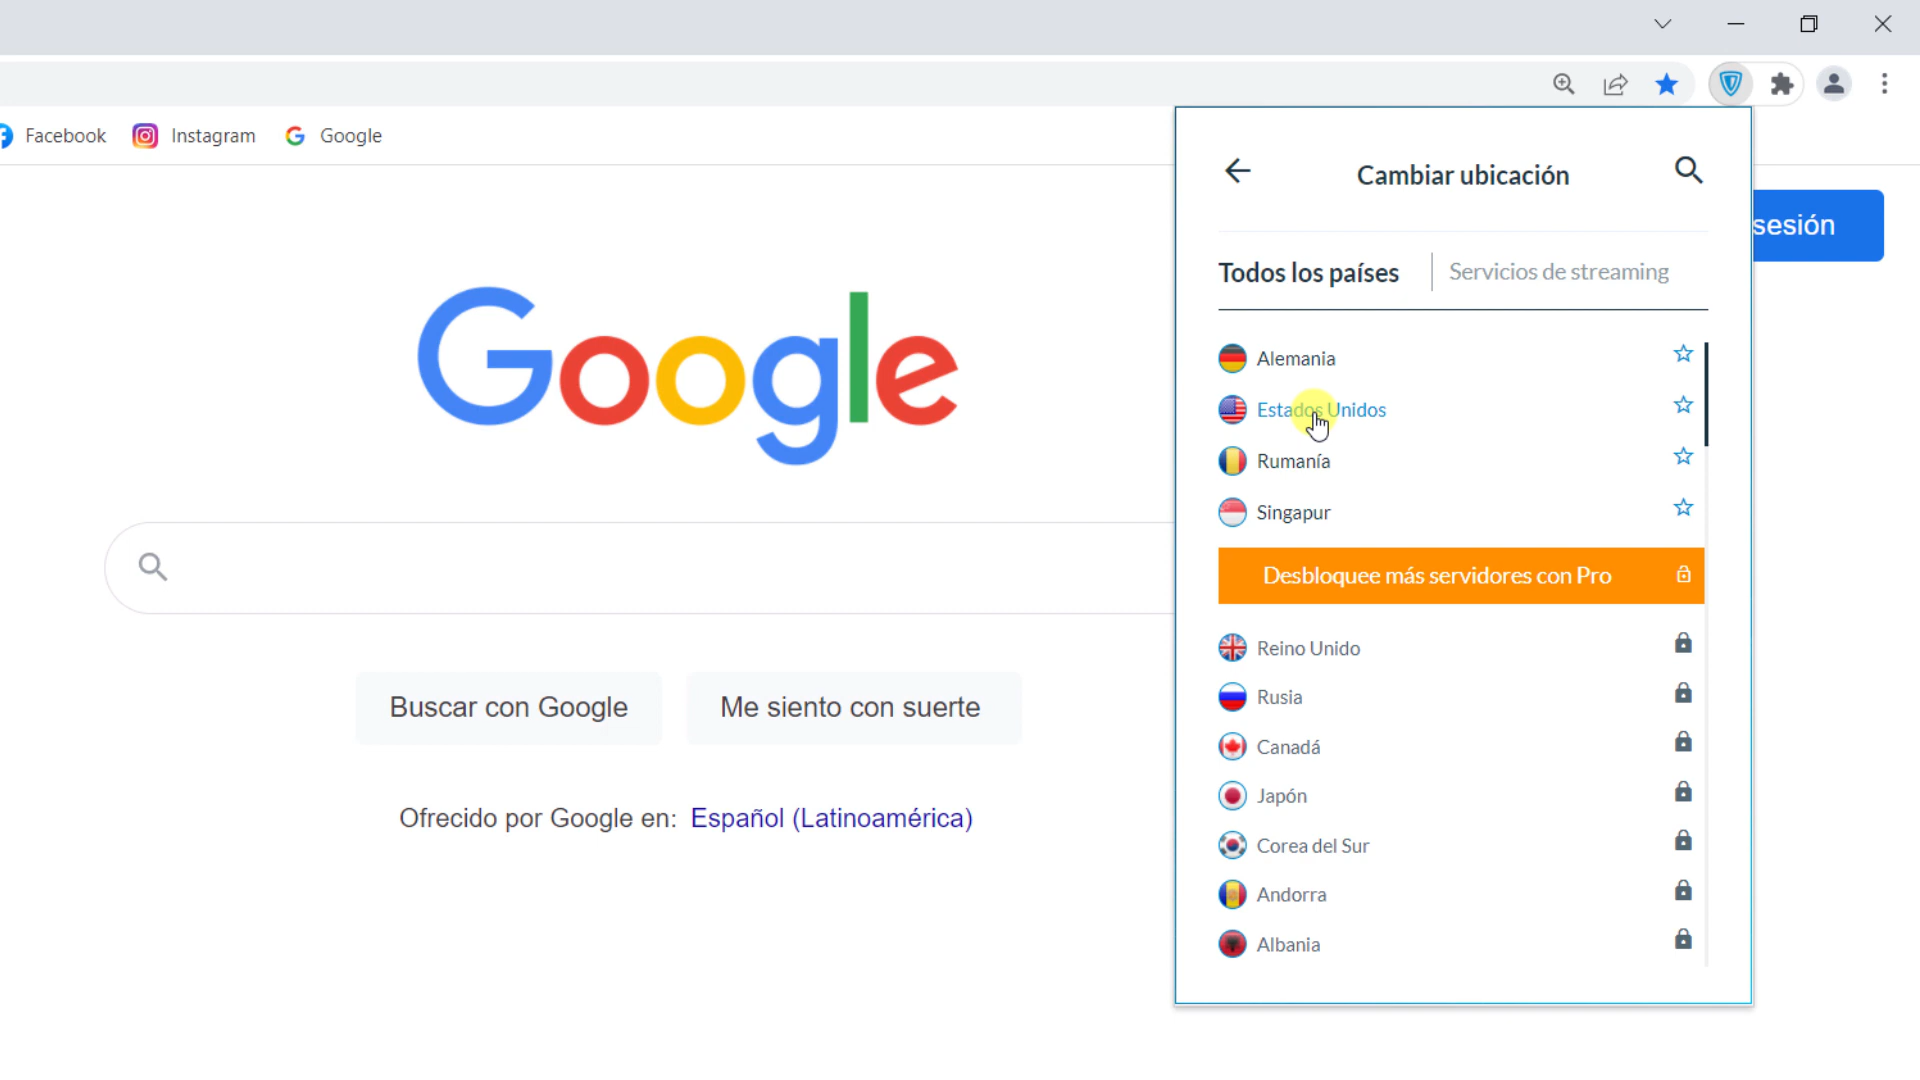 Facebook Instagram Google
Cambiar ubicación
sesión
Todos los países Servicios de streaming
Google
Alemania
Estados Unidos
Rumanía
Singapur
Desbloquee más servidores con Pro
Reino Unido
Rusia
Canadá
Japón
Corea del Sur
Andorra
Albania
Buscar con Google Me siento con suerte
Ofrecido por Google en: Español (Latinoamérica)